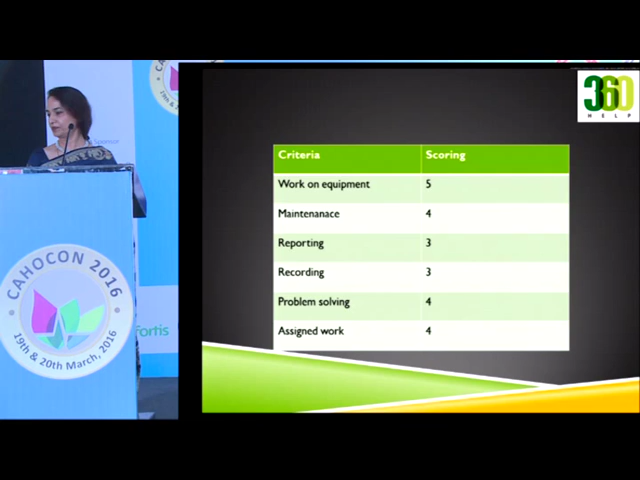 360
HELP
Criteria Scoring
Work on equipment 5
Maintenanace 4
Reporting 3
Recording 3
Problem solving 4
Assigned work 4
CAHOCON 2016
19th & 20th March, 2016
fortis